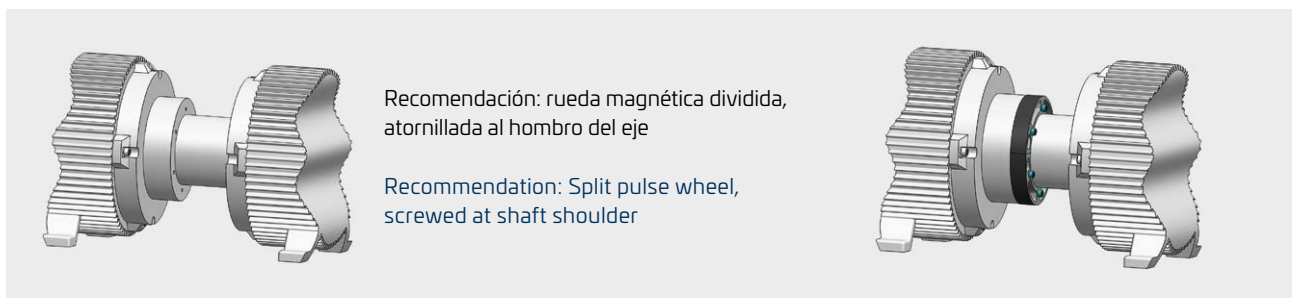 Recomendación: rueda magnética dividida,
atornillada al hombro del eje
Recommendation: Split pulse wheel,
screwed at shaft shoulder